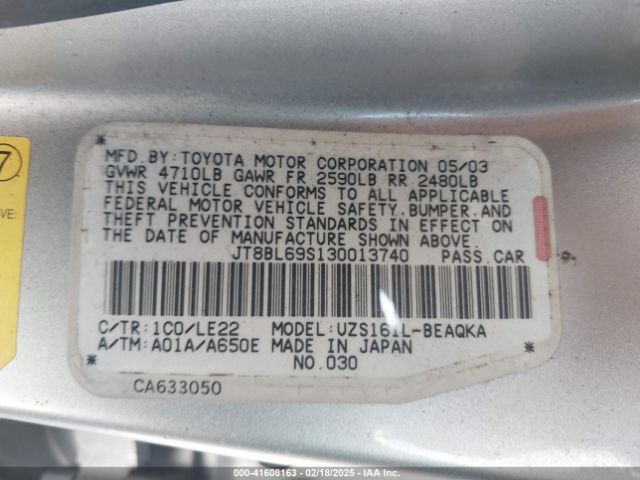 7
VE:
MFD.BY:TOYOTA MOTOR CORPORATION 05/03
GVWR 4710LB GAWR FR 2590LB RR 2480LB
THIS VEHICLE CONFORMS TO ALL APPLICABLE
FEDERAL MOTOR VEHICLE SAFETY,BUMPER,AND
THEFT PREVENTION STANDARDS IN EFFECT ON
THE DATE OF MANUFACTURE SHOWN ABOVE.
JT8BL69S130013740 PASS.CAR
C/TR:1C0/LE22 MODEL:UZS161L-BEAQKA
A/TM:A01A/A650E MADE IN JAPAN
NO.030
CA633050
000-41608163 — 02/18/2025 — IAA Inc.